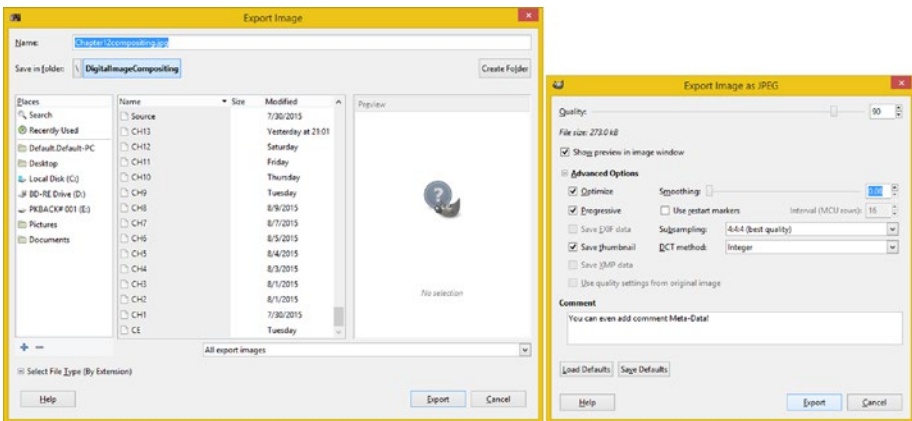 Export Image
Name: Chapter12compositing.jpg
Save in folder: \ DigitalImageCompositing Create Folder
Places
Search
Recently Used
Default.Default-PC
Desktop
Local Disk (C:)
BD-RE Drive (D:)
PKBACK# 001 (E:)
Pictures
Documents
Name Size Modified
Source 7/30/2015
CH13 Yesterday at 21:01
CH12 Saturday
CH11 Friday
CH10 Thursday
CH9 Tuesday
CH8 8/9/2015
CH7 8/7/2015
CH6 8/5/2015
CH5 8/4/2015
CH4 8/3/2015
CH3 8/1/2015
CH2 8/1/2015
CH1 7/30/2015
CE Tuesday
Preview
No selection
All export images
Select File Type (By Extension)
Help Export Cancel
Export Image as JPEG
Quality: 90
File size: 273.0 kB
Show preview in image window
Advanced Options
Optimize Smoothing: 0.00
Progressive Use restart markers Interval (MCU rows): 16
Save EXIF data Subsampling: 4:4:4 (best quality)
Save thumbnail DCT method: Integer
Save XMP data
Use quality settings from original image
Comment
You can even add comment Meta-Data!
Load Defaults Save Defaults
Help Export Cancel